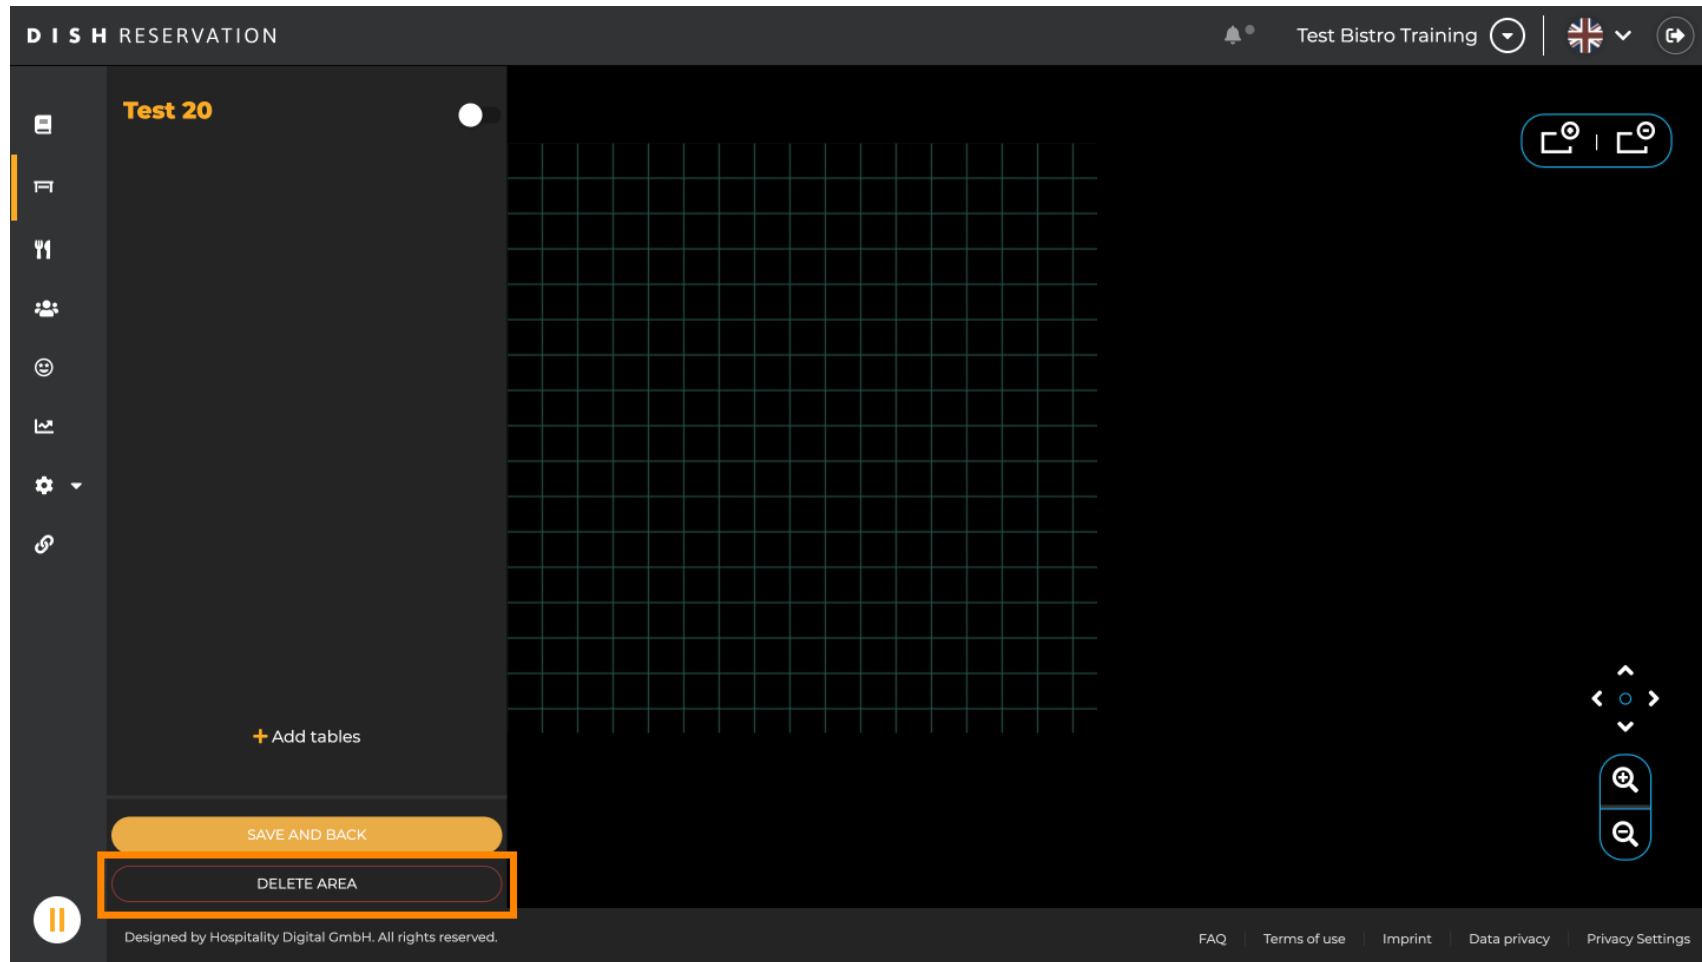 DISH RESERVATION
Test Bistro Training
Test 20
Add tables
SAVE AND BACK
DELETE AREA
Designed by Hospitality Digital GmbH. All rights reserved.
FAQ
Terms of use
Imprint
Data privacy
Privacy Settings